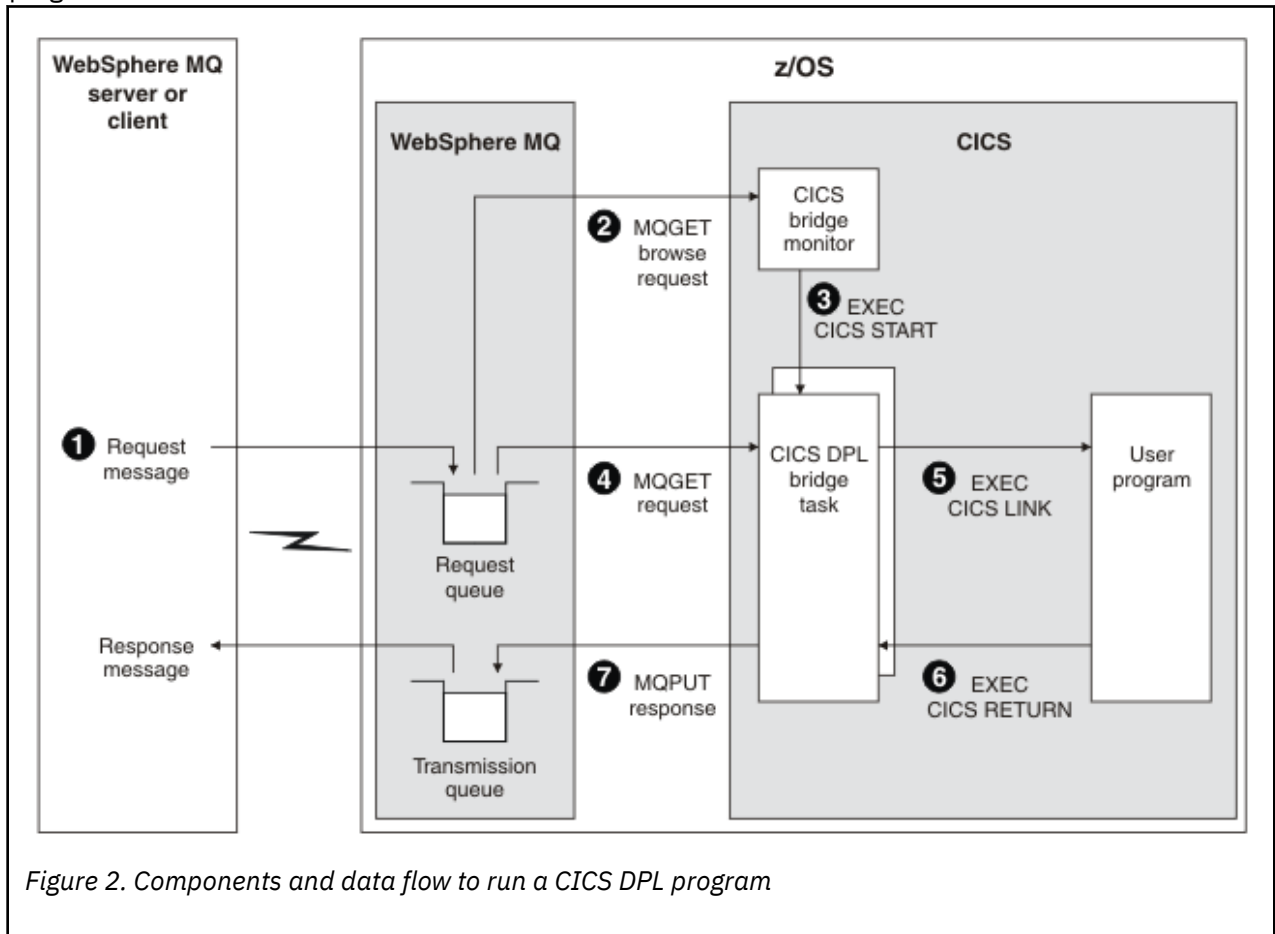 WebSphere MQ
server or
client
z/OS
WebSphere MQ
CICS
CICS
bridge
monitor
2 MQGET
browse
request
3 EXEC
CICS START
1 Request
message
4 MQGET
request
CICS DPL
bridge
task
5 EXEC
CICS LINK
User
program
Request
queue
Response
message
7 MQPUT
response
6 EXEC
CICS RETURN
Transmission
queue
Figure 2. Components and data flow to run a CICS DPL program